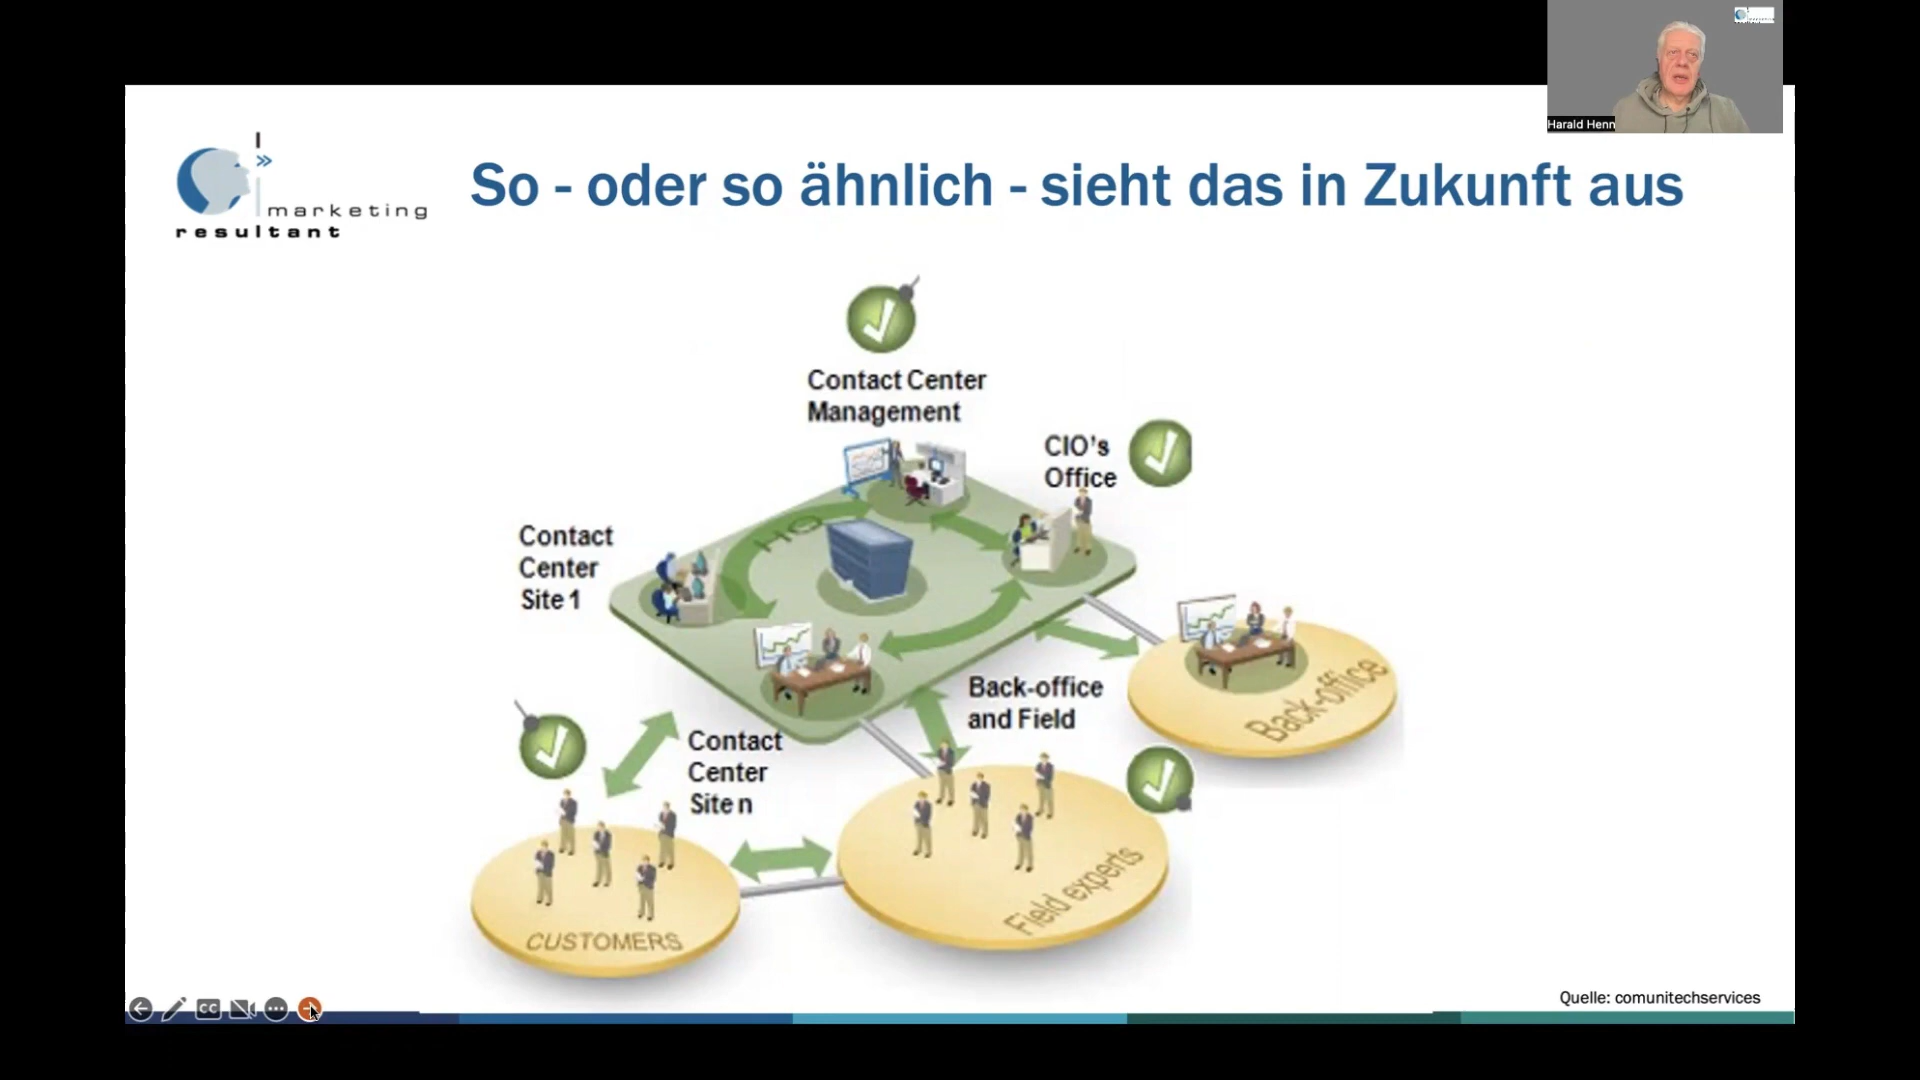 Harald Henn
marketing
resultant
So - oder so ähnlich - sieht das in Zukunft aus
Contact Center
Management
CIO's
Office
Contact
Center
Site 1
HQ
Back-office
and Field
Back-office
Contact
Center
Site n
CUSTOMERS
Field experts
Quelle: comunitechservices
CC